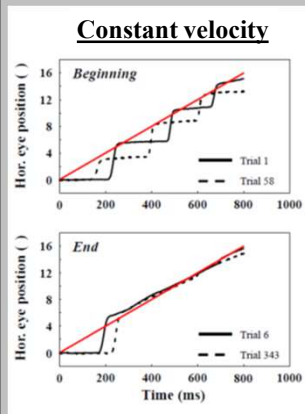 Constant velocity
Hor. eye position ( )
16
12
8
4
0
Beginning
Trial 1
Trial 58
0 200 400 600 800 1000
Hor. eye position ( )
16
12
8
4
0
End
Trial 6
Trial 343
0 200 400 600 800 1000
Time (ms)